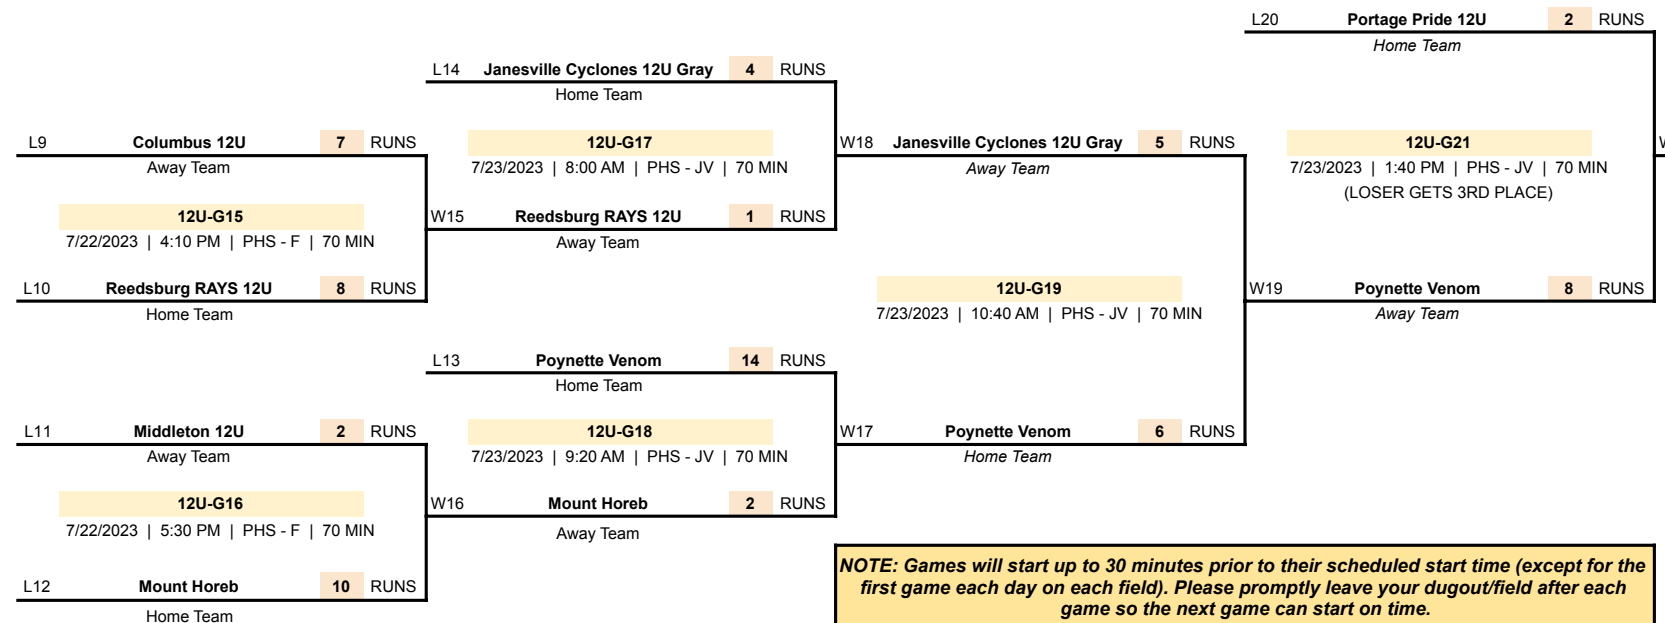 L20 Portage Pride 12U 2 RUNS
Home Team
L14 Janesville Cyclones 12U Gray 4 RUNS
Home Team
L9 Columbus 12U 7 RUNS
Away Team
12U-G17
7/23/2023 | 8:00 AM | PHS - JV | 70 MIN
W18 Janesville Cyclones 12U Gray 5 RUNS
Away Team
12U-G21
7/23/2023 | 1:40 PM | PHS - JV | 70 MIN
(LOSER GETS 3RD PLACE)
12U-G15
7/22/2023 | 4:10 PM | PHS - F | 70 MIN
W15 Reedsburg RAYS 12U 1 RUNS
Away Team
L10 Reedsburg RAYS 12U 8 RUNS
Home Team
12U-G19
7/23/2023 | 10:40 AM | PHS - JV | 70 MIN
W19 Poynette Venom 8 RUNS
Away Team
L13 Poynette Venom 14 RUNS
Home Team
L11 Middleton 12U 2 RUNS
Away Team
12U-G18
7/23/2023 | 9:20 AM | PHS - JV | 70 MIN
W17 Poynette Venom 6 RUNS
Home Team
12U-G16
7/22/2023 | 5:30 PM | PHS - F | 70 MIN
W16 Mount Horeb 2 RUNS
Away Team
L12 Mount Horeb 10 RUNS
Home Team
NOTE: Games will start up to 30 minutes prior to their scheduled start time (except for the
first game each day on each field). Please promptly leave your dugout/field after each
game so the next game can start on time.